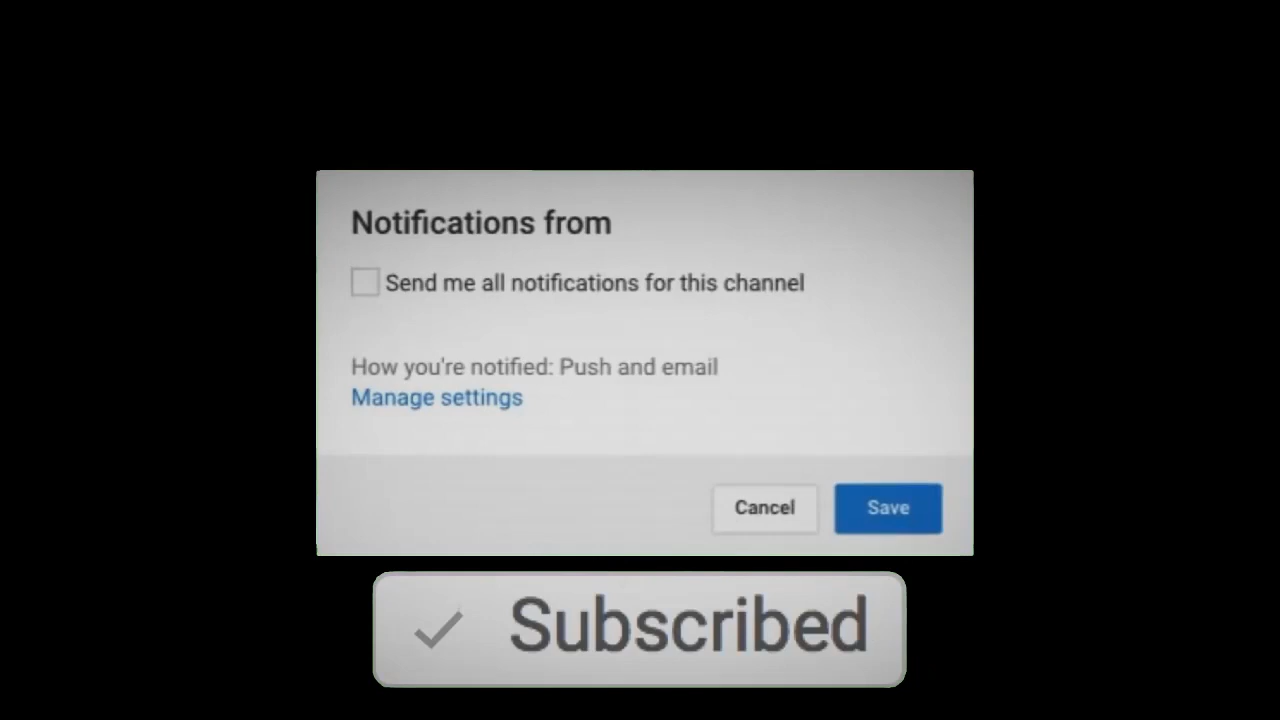 Notifications from
Send me all notifications for this channel
How you're notified: Push and email
Manage settings
Cancel Save
Subscribed